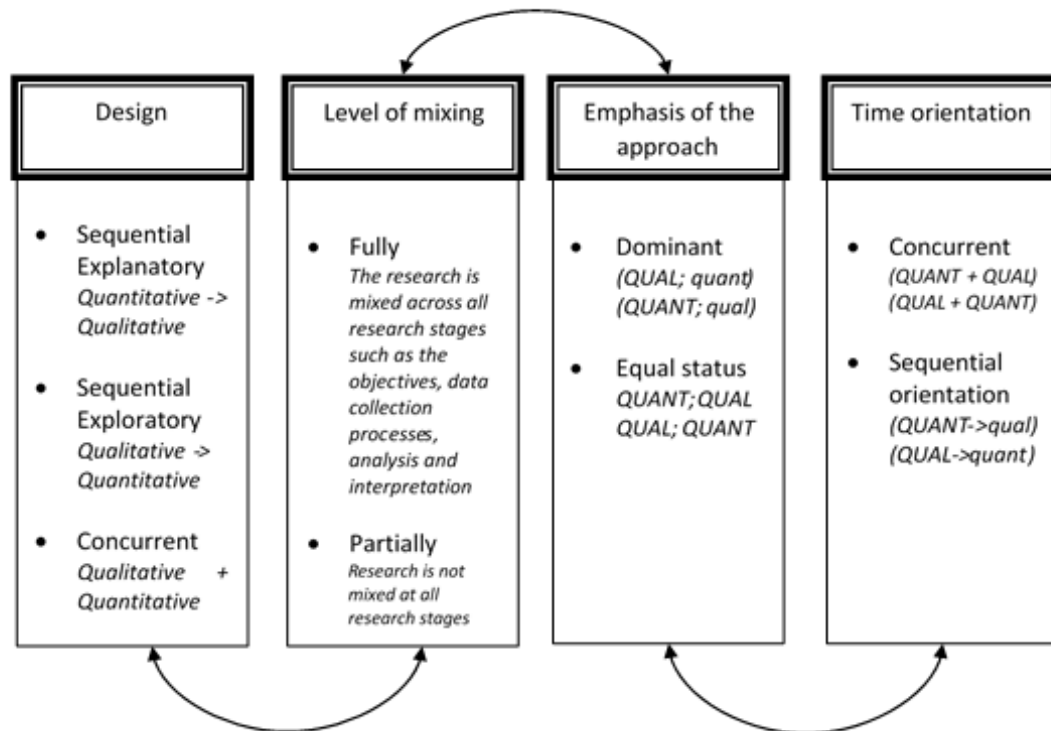 Design
• Sequential
Explanatory
Quantitative ->
Qualitative
• Sequential
Exploratory
Qualitative ->
Quantitative
• Concurrent
Qualitative +
Quantitative
Level of mixing
• Fully
The research is
mixed across all
research stages
such as the
objectives, data
collection
processes,
analysis and
interpretation
• Partially
Research is not
mixed at all
research stages
Emphasis of the
approach
• Dominant
(QUAL; quant)
(QUANT; qual)
• Equal status
QUANT; QUAL
QUAL; QUANT
Time orientation
• Concurrent
(QUANT + QUAL)
(QUAL + QUANT)
• Sequential
orientation
(QUANT->qual)
(QUAL->quant)